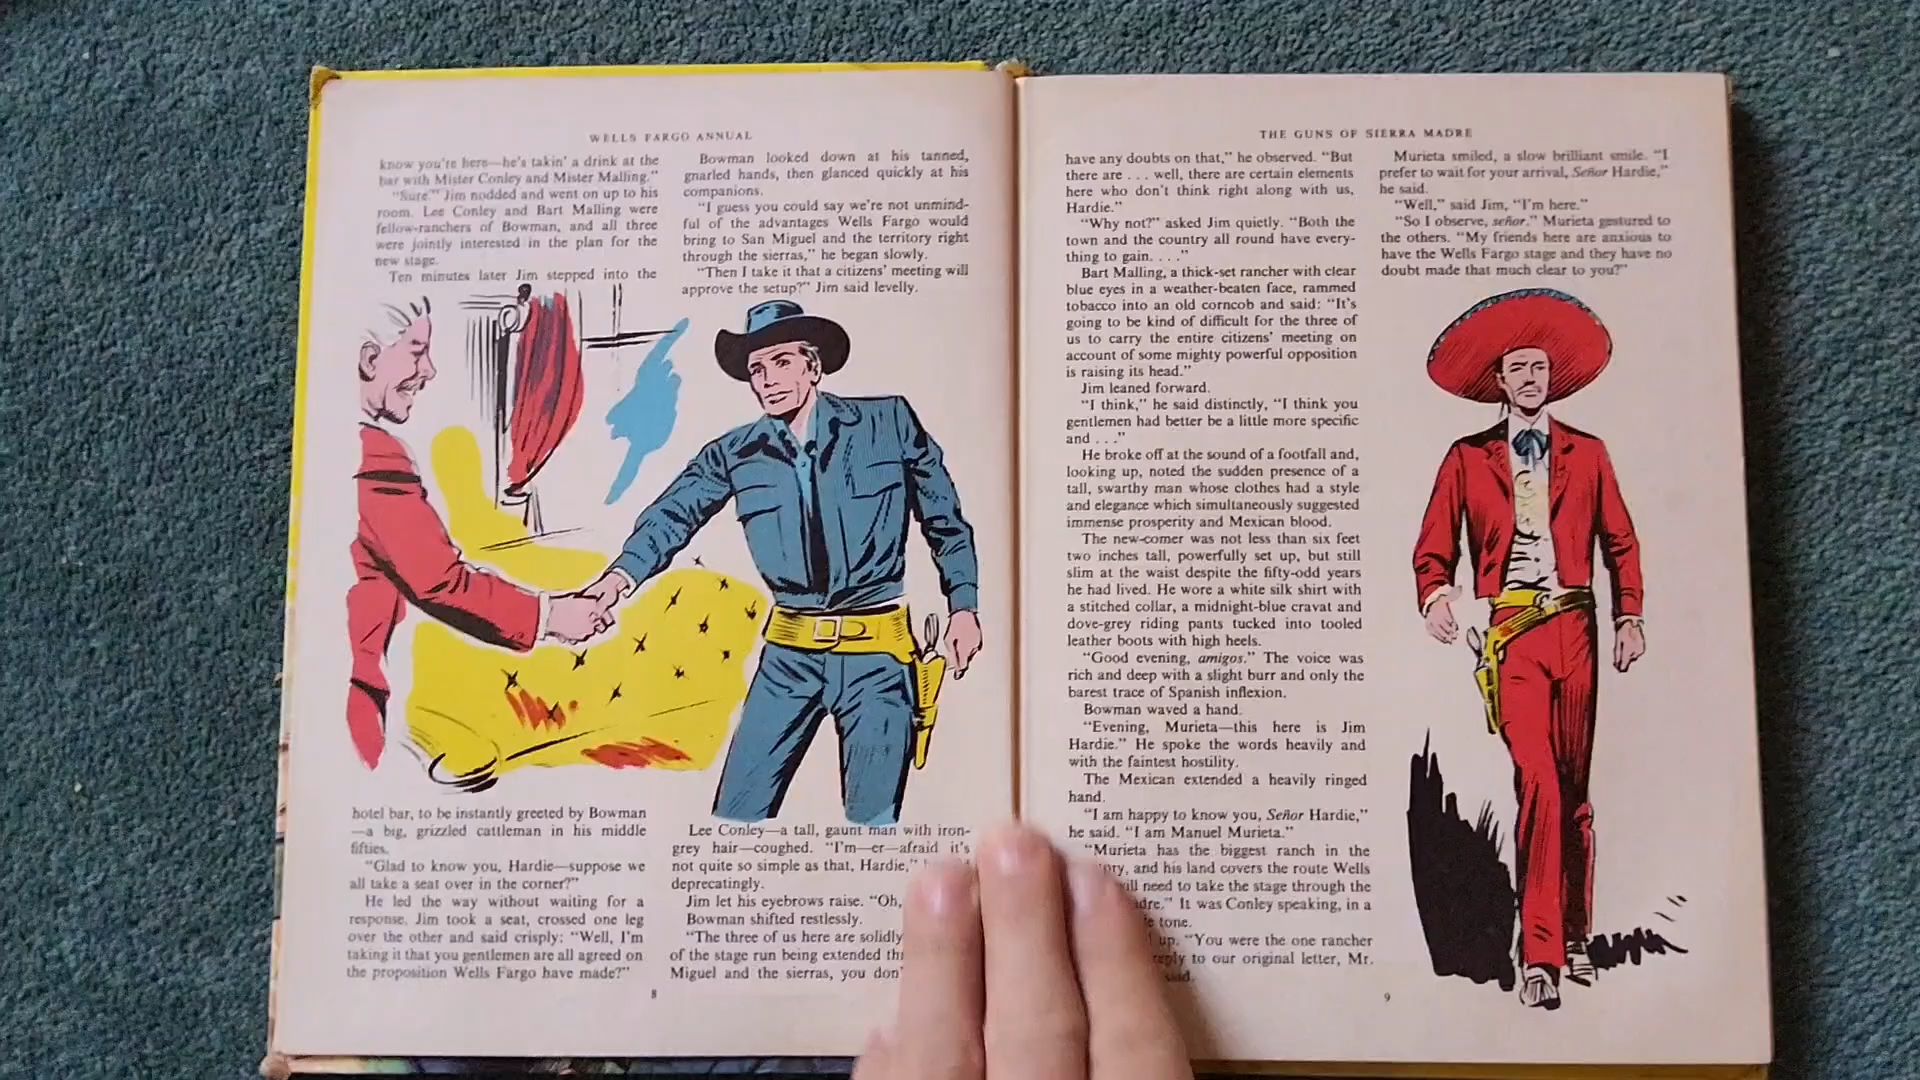 WELLS FARGO ANNUAL
know you're here—he's takin' a drink at the
bar with Mister Conley and Mister Malling."
"Sure." Jim nodded and went on up to his
room. Lee Conley and Bart Malling were
fellow-ranchers of Bowman, and all three
were jointly interested in the plan for the
new stage.
Ten minutes later Jim stepped into the
hotel bar, to be instantly greeted by Bowman
—a big, grizzled cattleman in his middle
fifties.
"Glad to know you, Hardie—suppose we
all take a seat over in the corner?"
He led the way without waiting for a
response. Jim took a seat, crossed one leg
over the other and said crisply: "Well, I'm
taking it that you gentlemen are all agreed on
the proposition Wells Fargo have made?"
Bowman looked down at his tanned,
gnarled hands, then glanced quickly at his
companions.
"I guess you could say we're not unmind-
ful of the advantages Wells Fargo would
bring to San Miguel and the territory right
through the sierras," he began slowly.
"Then I take it that a citizens' meeting will
approve the setup?" Jim said levelly.
Lee Conley—a tall, gaunt man with iron-
grey hair—coughed. "I'm—er—afraid it's
not quite so simple as that, Hardie,"
deprecatingly.
Jim let his eyebrows raise. "Oh,
Bowman shifted restlessly.
"The three of us here are solidly
of the stage run being extended
Miguel and the sierras, you
8
THE GUNS OF SIERRA MADRE
have any doubts on that," he observed. "But
there are . . . well, there are certain elements
here who don't think right along with us,
Hardie."
"Why not?" asked Jim quietly. "Both the
town and the country all round have every-
thing to gain. . . ."
Bart Malling, a thick-set rancher with clear
blue eyes in a weather-beaten face, rammed
tobacco into an old corncob and said: "It's
going to be kind of difficult for the three of
us to carry the entire citizens' meeting on
account of some mighty powerful opposition
is raising its head."
Jim leaned forward.
"I think," he said distinctly, "I think you
gentlemen had better be a little more specific
and . . ."
He broke off at the sound of a footfall and,
looking up, noted the sudden presence of a
tall, swarthy man whose clothes had a style
and elegance which simultaneously suggested
immense prosperity and Mexican blood.
The new-comer was not less than six feet
two inches tall, powerfully set up, but still
slim at the waist despite the fifty-odd years
he had lived. He wore a white silk shirt with
a stitched collar, a midnight-blue cravat and
dove-grey riding pants tucked into tooled
leather boots with high heels.
"Good evening, amigos." The voice was
rich and deep with a slight burr and only the
barest trace of Spanish inflexion.
Bowman waved a hand.
"Evening, Murieta—this here is Jim
Hardie." He spoke the words heavily and
with the faintest hostility.
The Mexican extended a heavily ringed
hand.
"I am happy to know you, Señor Hardie,"
he said. "I am Manuel Murieta."
"Murieta has the biggest ranch in the
and his land covers the route Wells
need to take the stage through the
It was Conley speaking, in a
tone.
up. "You were the one rancher
to our original letter, Mr.
said.
Murieta smiled, a slow brilliant smile. "I
prefer to wait for your arrival, Señor Hardie,"
he said.
"Well," said Jim, "I'm here."
"So I observe, señor." Murieta gestured to
the others. "My friends here are anxious to
have the Wells Fargo stage and they have no
doubt made that much clear to you?"
9